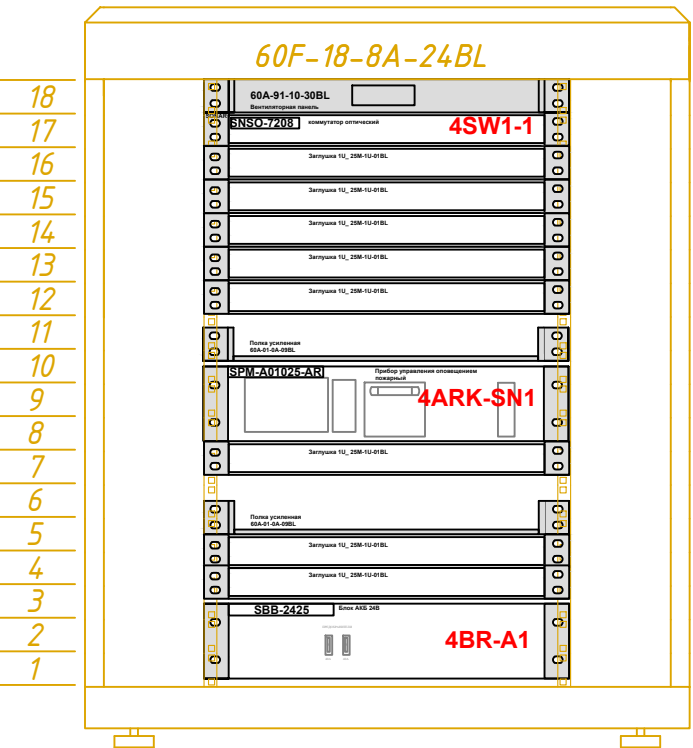 60F-18-8A-24BL
18
60A-91-10-30BL
Вентиляторная панель
17
SNSO-7208 коммутатор оптический 4SW1-1
16
Заглушка 1U_ 25M-1U-01BL
15
Заглушка 1U_ 25M-1U-01BL
14
Заглушка 1U_ 25M-1U-01BL
13
Заглушка 1U_ 25M-1U-01BL
12
Заглушка 1U_ 25M-1U-01BL
11
Полка усиленная
60A-01-0A-09BL
10
SPM-A01025-AR Прибор управления оповещением
пожарный
9
4ARK-SN1
8
7
Заглушка 1U_ 25M-1U-01BL
6
Полка усиленная
60A-01-0A-09BL
5
Заглушка 1U_ 25M-1U-01BL
4
Заглушка 1U_ 25M-1U-01BL
3
SBB-2425 Блок АКБ 24В
2
4BR-A1
1